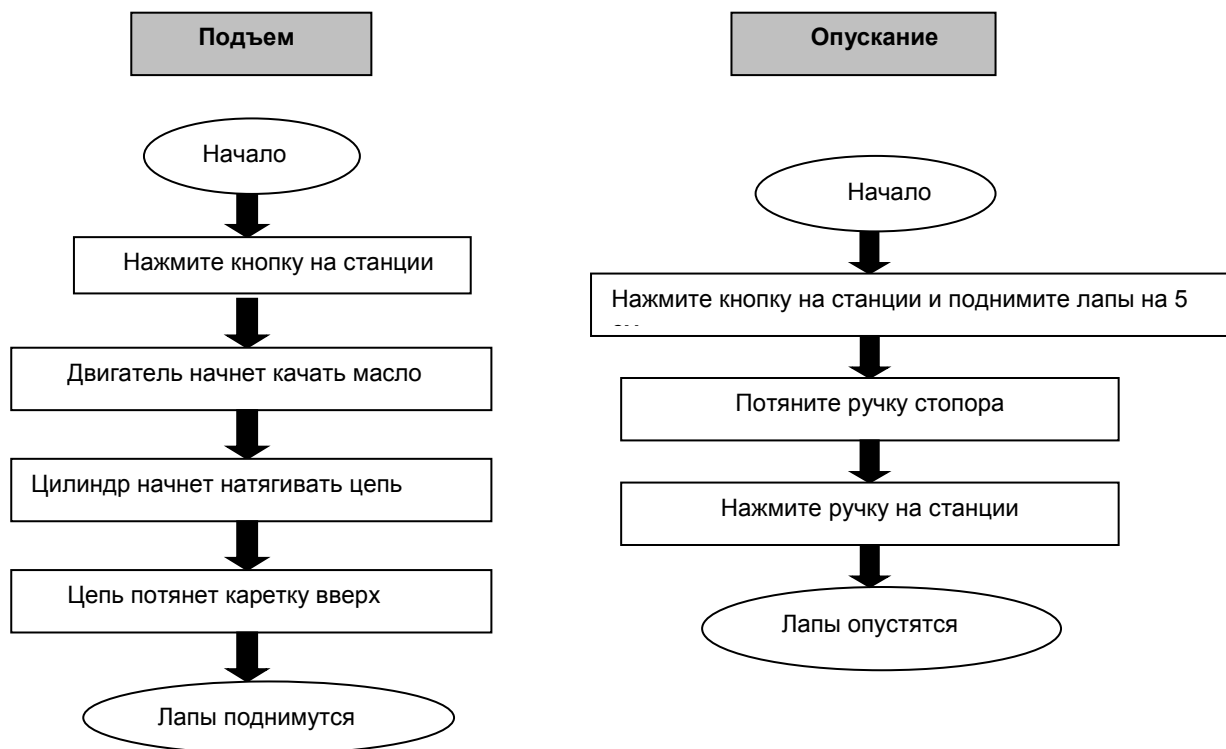 Подъем
Начало
Нажмите кнопку на станции
Двигатель начнет качать масло
Цилиндр начнет натягивать цепь
Цепь потянет каретку вверх
Лапы поднимутся
Опускание
Начало
Нажмите кнопку на станции и поднимите лапы на 5
Потяните ручку стопора
Нажмите ручку на станции
Лапы опустятся